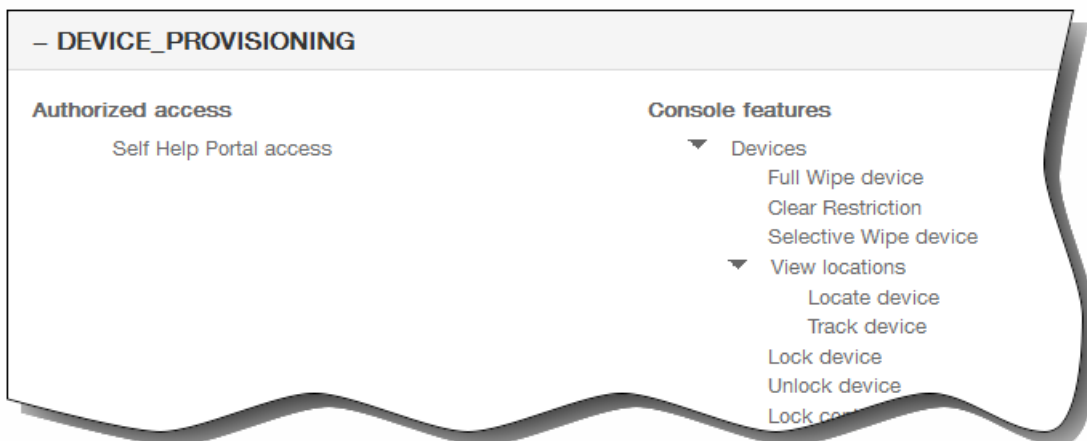 – DEVICE_PROVISIONING
Authorized access
Self Help Portal access
Console features
Devices
Full Wipe device
Clear Restriction
Selective Wipe device
View locations
Locate device
Track device
Lock device
Unlock device
Lock